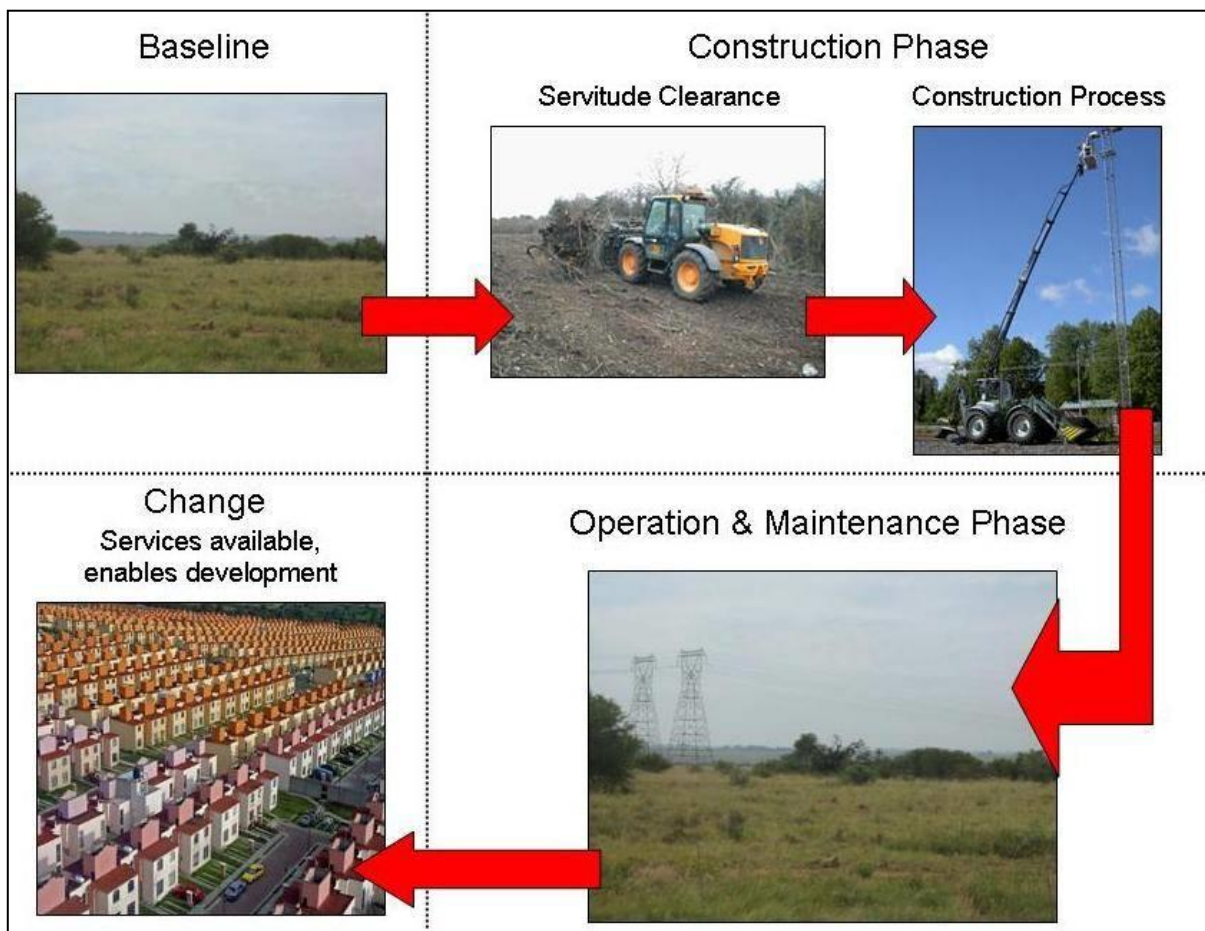 Baseline
Construction Phase
Servitude Clearance
Construction Process
Change
Services available,
enables development
Operation & Maintenance Phase